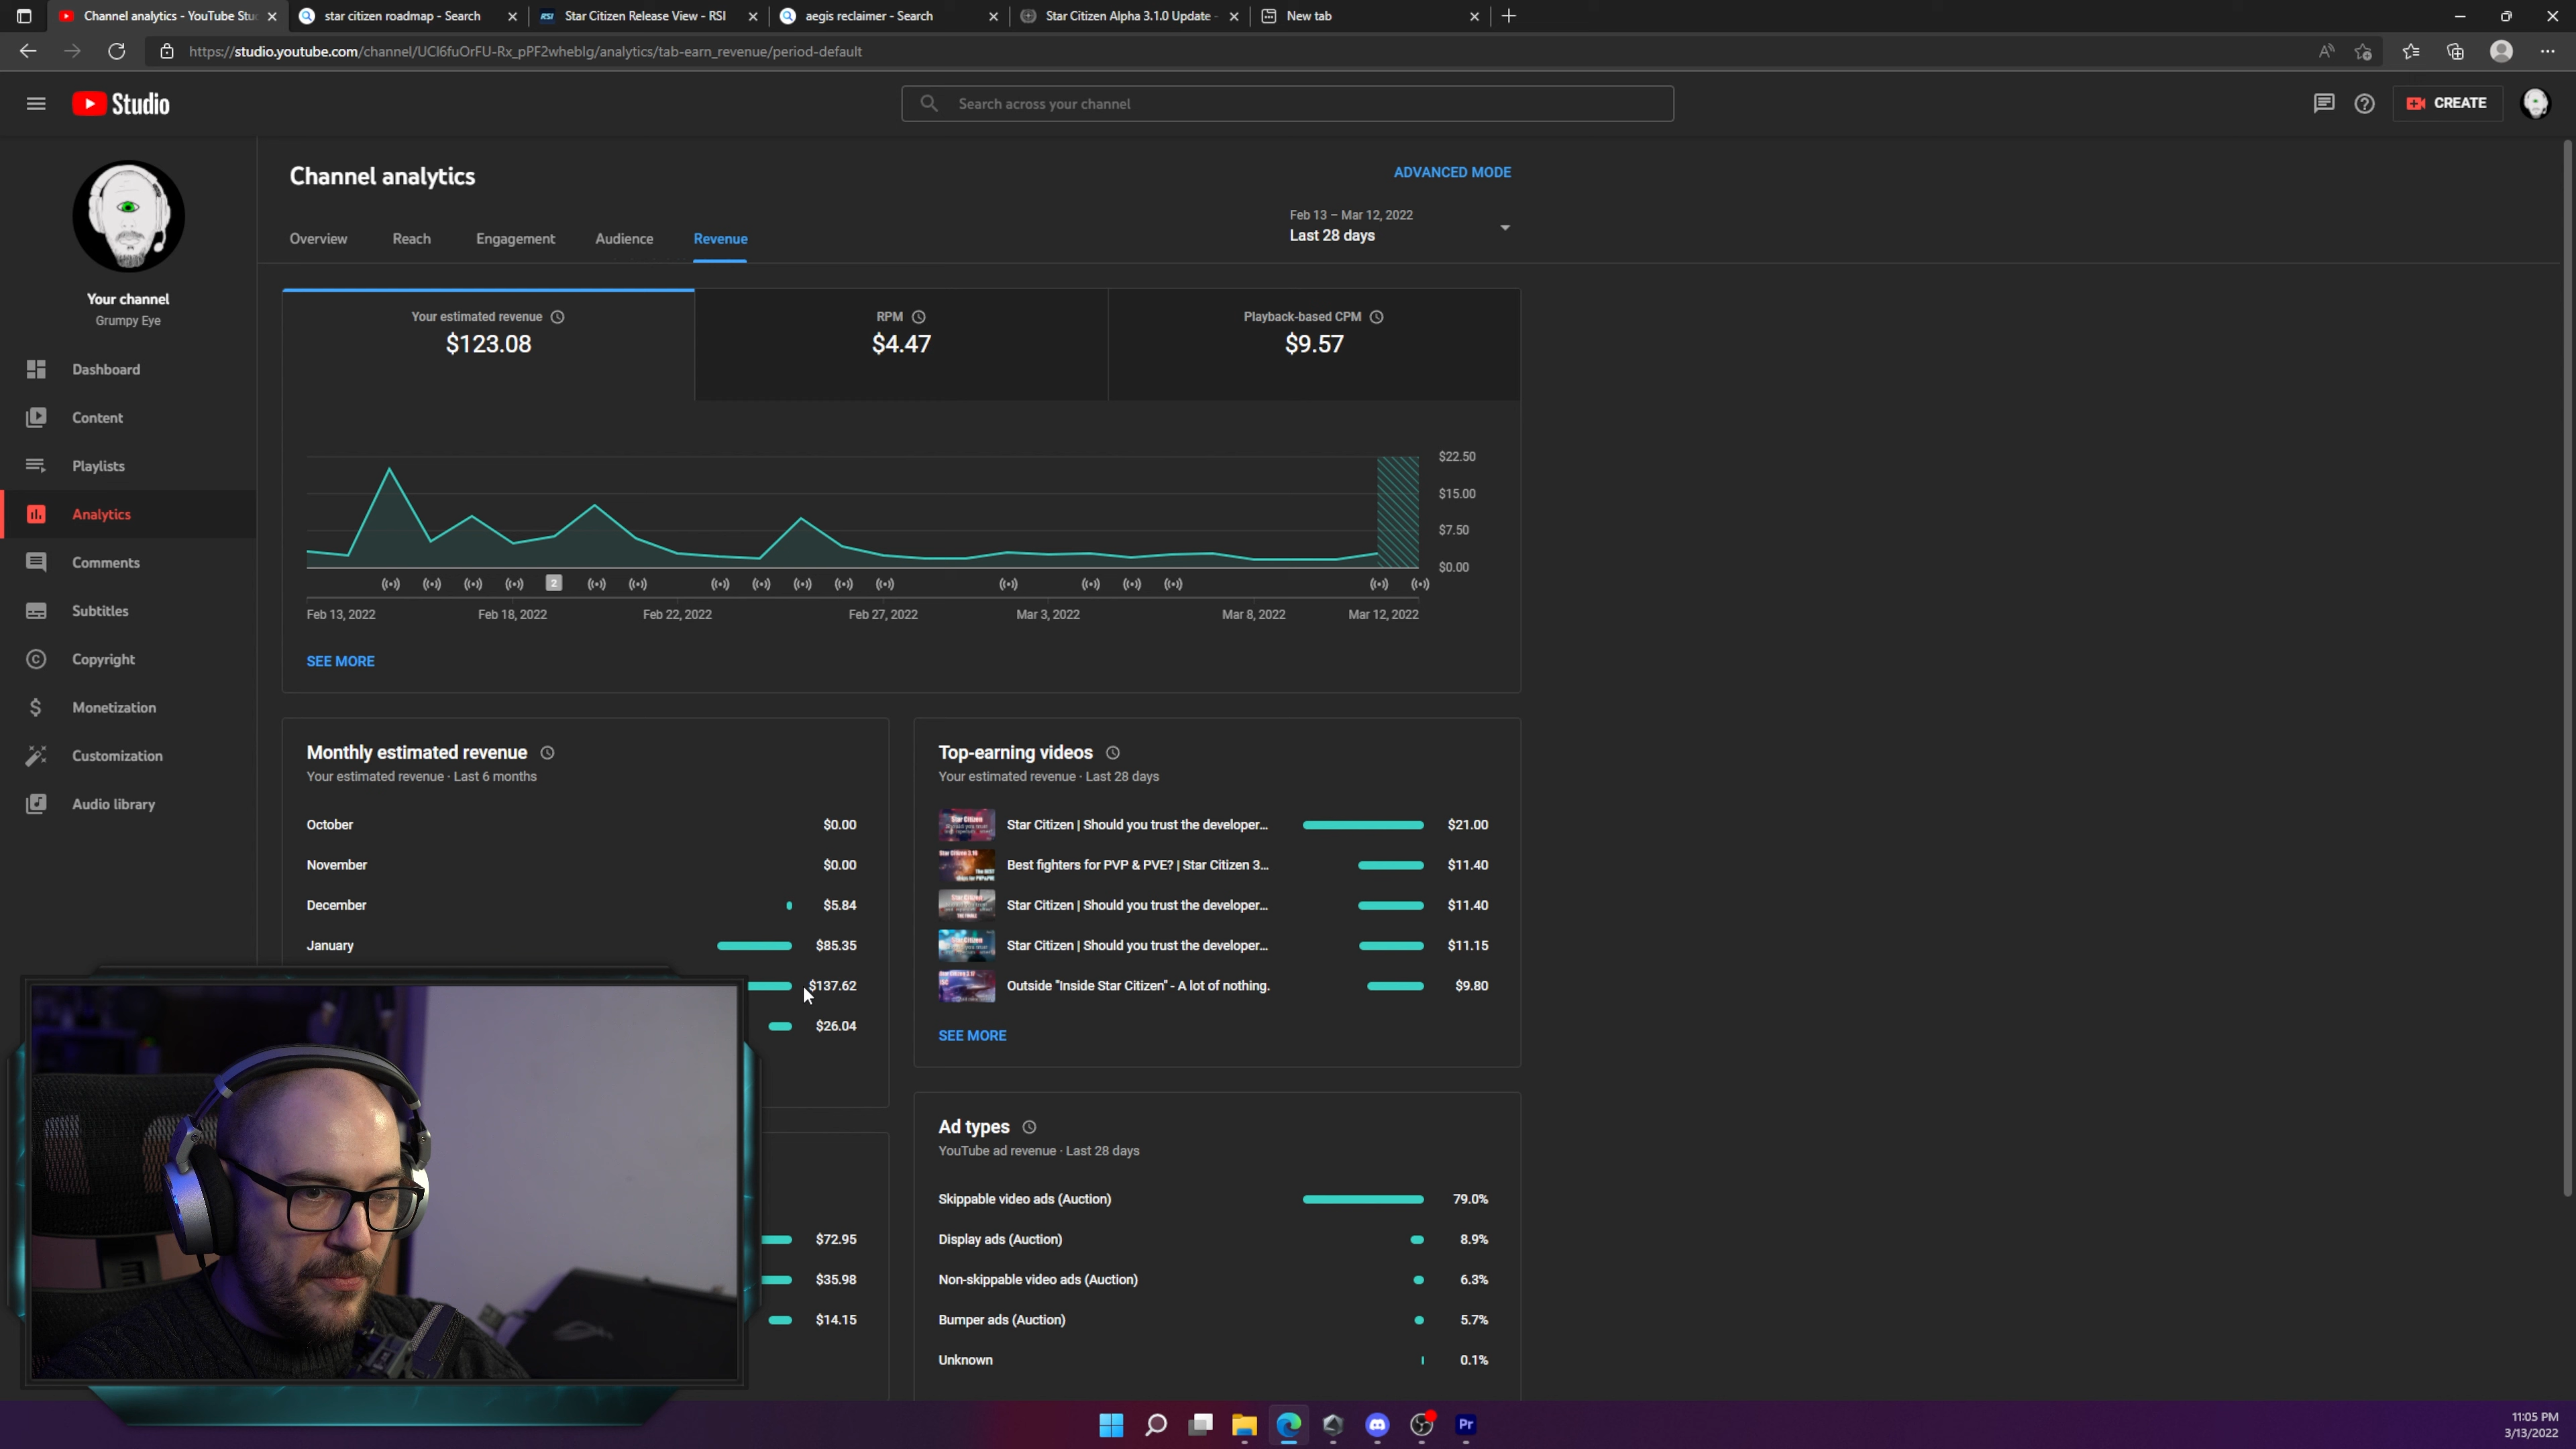 Channel analytics - YouTube Stu
star citizen roadmap - Search
RSI
Star Citizen Release View - RSI
aegis reclaimer - Search
Star Citizen Alpha 3.1.0 Update
New tab
https://studio.youtube.com/channel/UCl6fuOrFU-Rx_pPF2wheblg/analytics/tab-earn_revenue/period-default
Studio
Search across your channel
CREATE
Your channel
Grumpy Eye
Dashboard
Content
Playlists
Analytics
Comments
Subtitles
Copyright
Monetization
Customization
Audio library
Channel analytics
ADVANCED MODE
Overview
Reach
Engagement
Audience
Revenue
Feb 13 – Mar 12, 2022
Last 28 days
Your estimated revenue
$123.08
RPM
$4.47
Playback-based CPM
$9.57
$22.50
$15.00
$7.50
$0.00
2
Feb 13, 2022
Feb 18, 2022
Feb 22, 2022
Feb 27, 2022
Mar 3, 2022
Mar 8, 2022
Mar 12, 2022
SEE MORE
Monthly estimated revenue
Your estimated revenue · Last 6 months
October $0.00
November $0.00
December $5.84
January $85.35
$137.62
$26.04
$72.95
$35.98
$14.15
Top-earning videos
Your estimated revenue · Last 28 days
Star Citizen | Should you trust the developer... $21.00
Best fighters for PVP & PVE? | Star Citizen 3... $11.40
Star Citizen | Should you trust the developer... $11.40
Star Citizen | Should you trust the developer... $11.15
Outside "Inside Star Citizen" - A lot of nothing. $9.80
SEE MORE
Ad types
YouTube ad revenue · Last 28 days
Skippable video ads (Auction) 79.0%
Display ads (Auction) 8.9%
Non-skippable video ads (Auction) 6.3%
Bumper ads (Auction) 5.7%
Unknown 0.1%
Pr
11:05 PM
3/13/2022